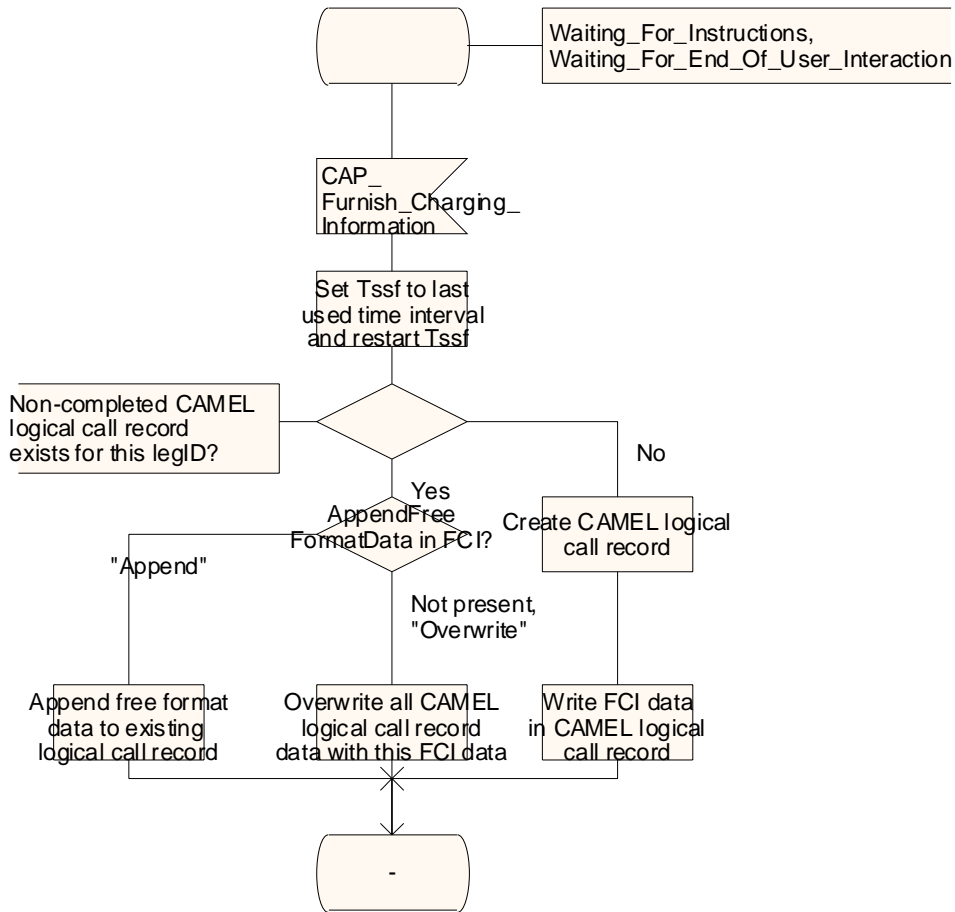 Waiting_For_Instructions,
Waiting_For_End_Of_User_Interaction
CAP_
Furnish_Charging_
Information
Set Tssf to last
used time interval
and restart Tssf
Non-completed CAMEL
logical call record
exists for this legID?
No
Yes
AppendFree
FormatData in FCI?
Create CAMEL logical
call record
"Append"
Not present,
"Overwrite"
Append free format
data to existing
logical call record
Overwrite all CAMEL
logical call record
data with this FCI data
Write FCI data
in CAMEL logical
call record
-